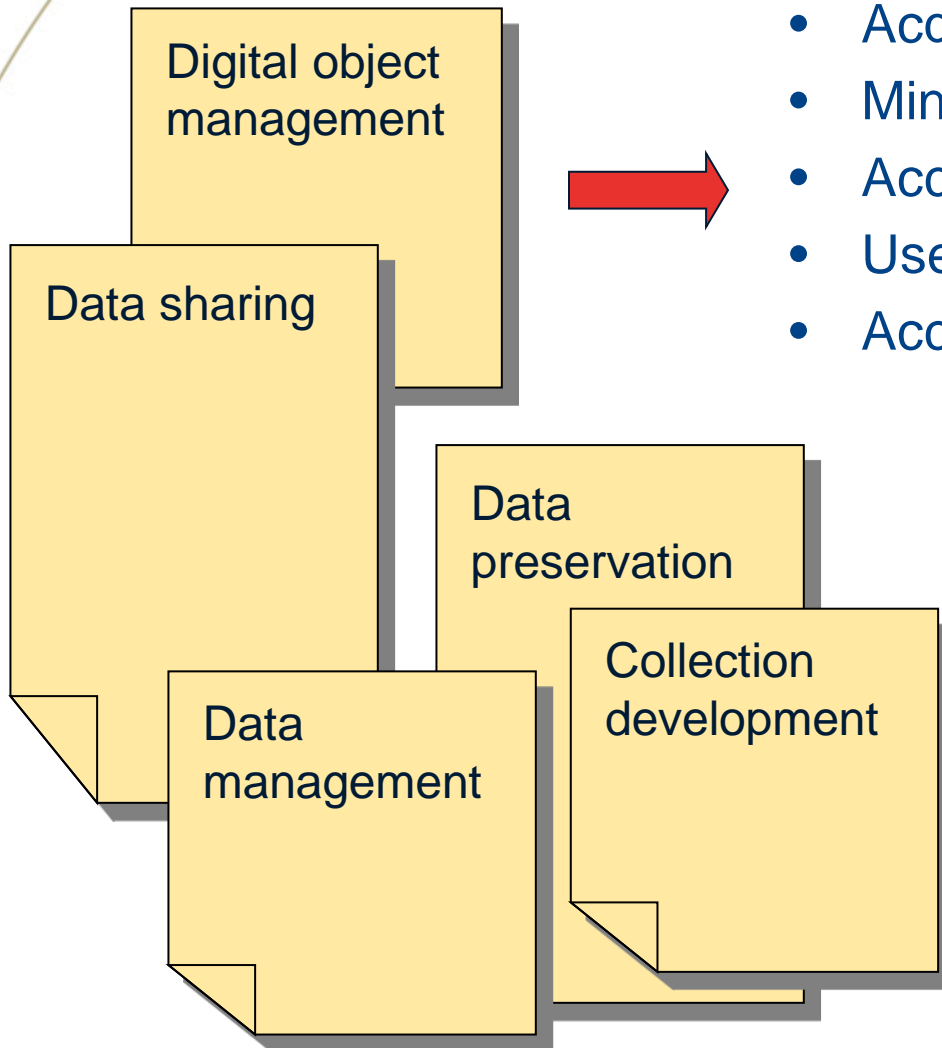 Digital object
management
Data sharing
Data
preservation
Collection
development
Data
management